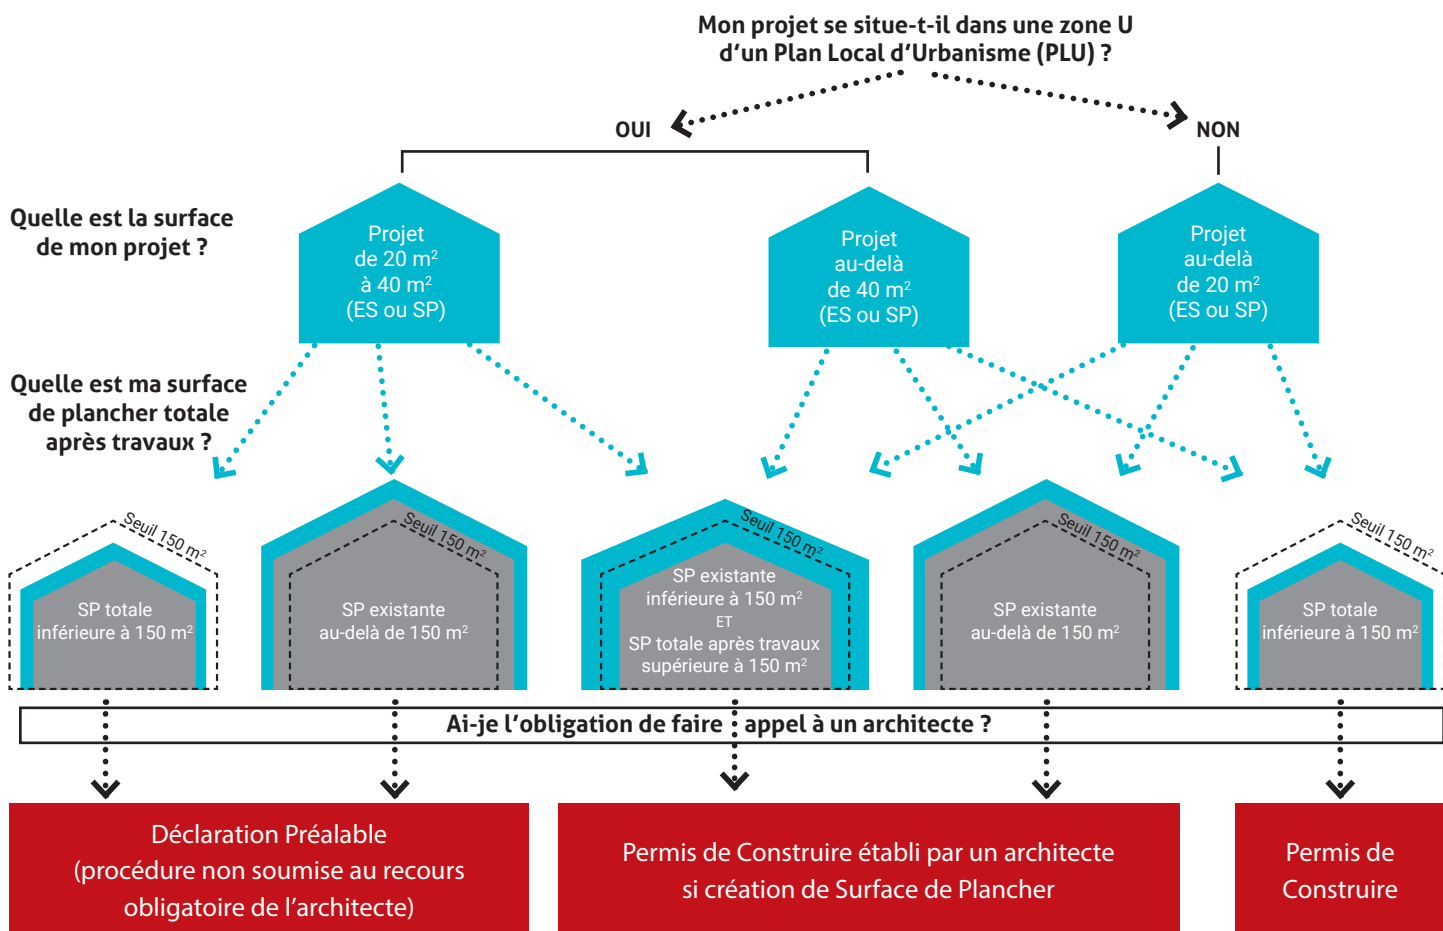 Mon projet se situe-t-il dans une zone U
d’un Plan Local d’Urbanisme (PLU) ?
OUI
NON
Quelle est la surface
de mon projet ?
Projet
de 20 m²
à 40 m²
(ES ou SP)
Projet
au-delà
de 40 m²
(ES ou SP)
Projet
au-delà
de 20 m²
(ES ou SP)
Quelle est ma surface
de plancher totale
après travaux ?
Seuil 150 m²
SP totale
inférieure à 150 m²
Seuil 150 m²
SP existante
au-delà de 150 m²
Seuil 150 m²
SP existante
inférieure à 150 m²
ET
SP totale après travaux
supérieure à 150 m²
Seuil 150 m²
SP existante
au-delà de 150 m²
Seuil 150 m²
SP totale
inférieure à 150 m²
Ai-je l’obligation de faire appel à un architecte ?
Déclaration Préalable
(procédure non soumise au recours
obligatoire de l’architecte)
Permis de Construire établi par un architecte
si création de Surface de Plancher
Permis de
Construire